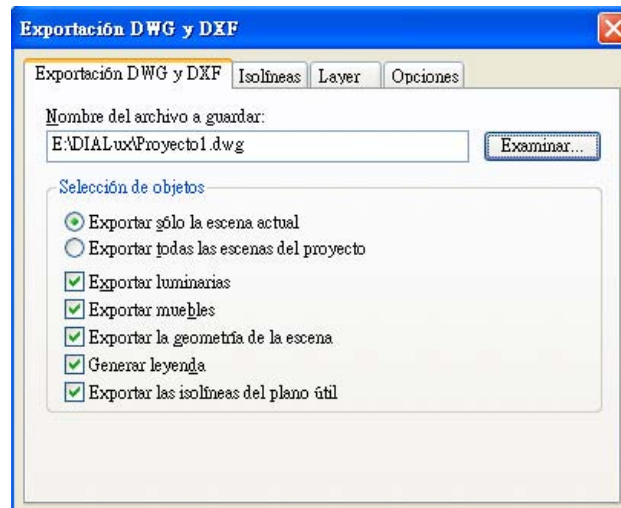 Exportación DWG y DXF
Exportación DWG y DXF Isolíneas Layer Opciones
Nombre del archivo a guardar:
E:\DIALux\Proyecto1.dwg Examinar...
Selección de objetos
Exportar sólo la escena actual
Exportar todas las escenas del proyecto
Exportar luminarias
Exportar muebles
Exportar la geometría de la escena
Generar leyenda
Exportar las isolíneas del plano útil